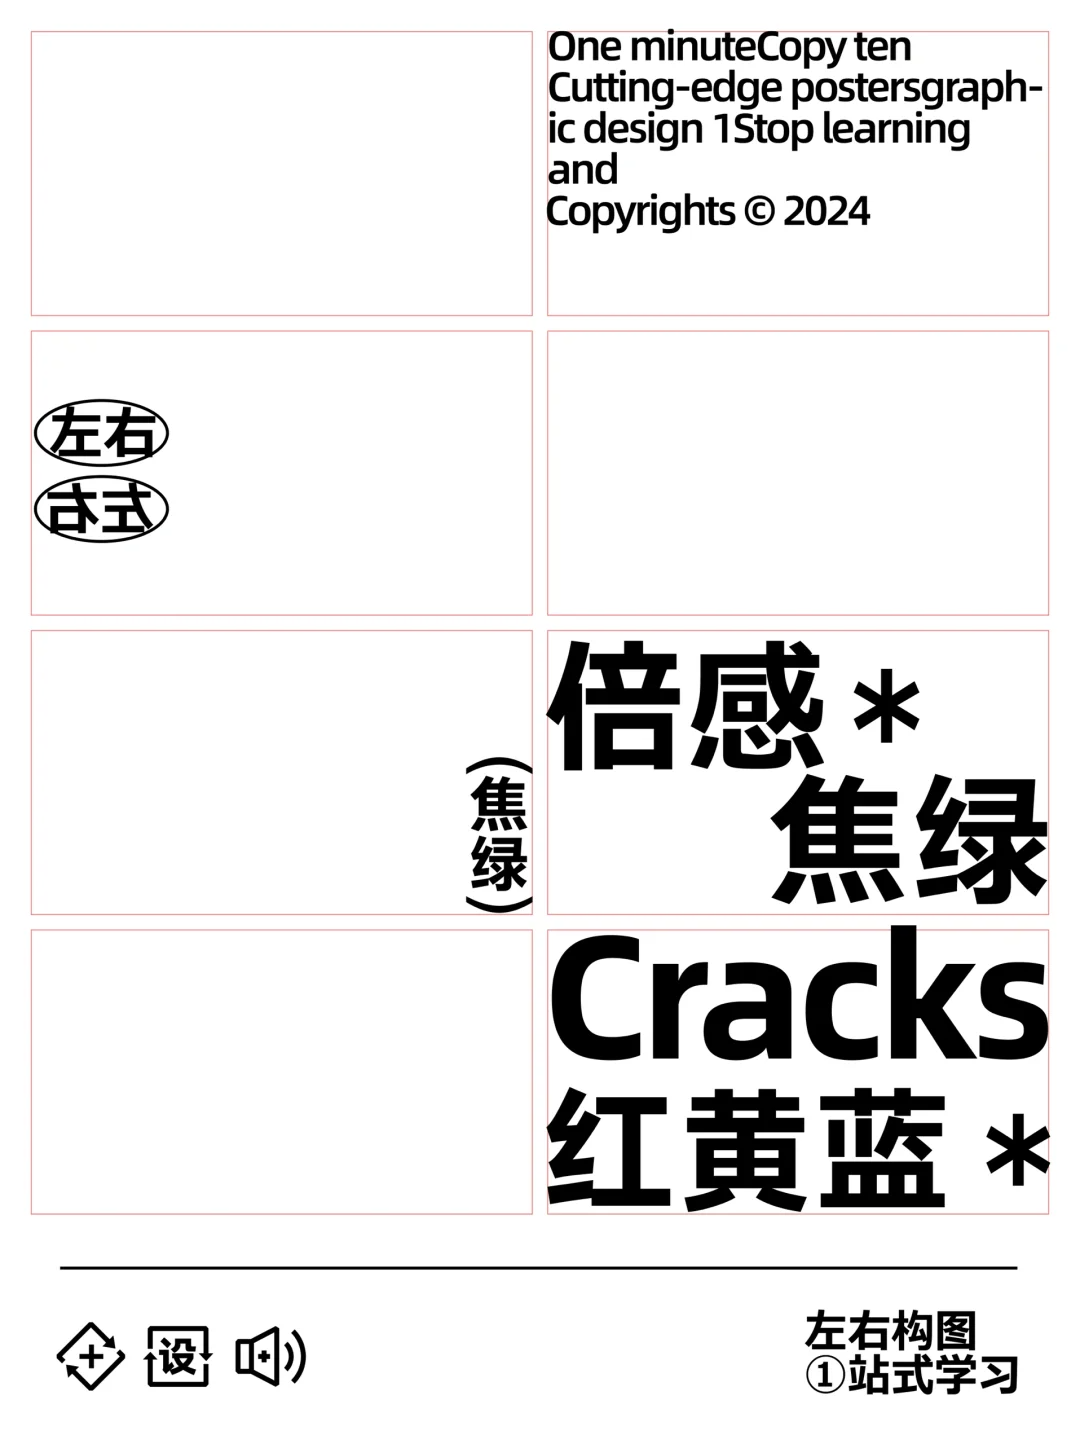 One minuteCopy ten
Cutting-edge postersgraph-
ic design 1Stop learning
and
Copyrights © 2024
左右
左右
倍感*
焦绿
(焦绿)
Cracks
红黄蓝*
设
左右构图
①站式学习